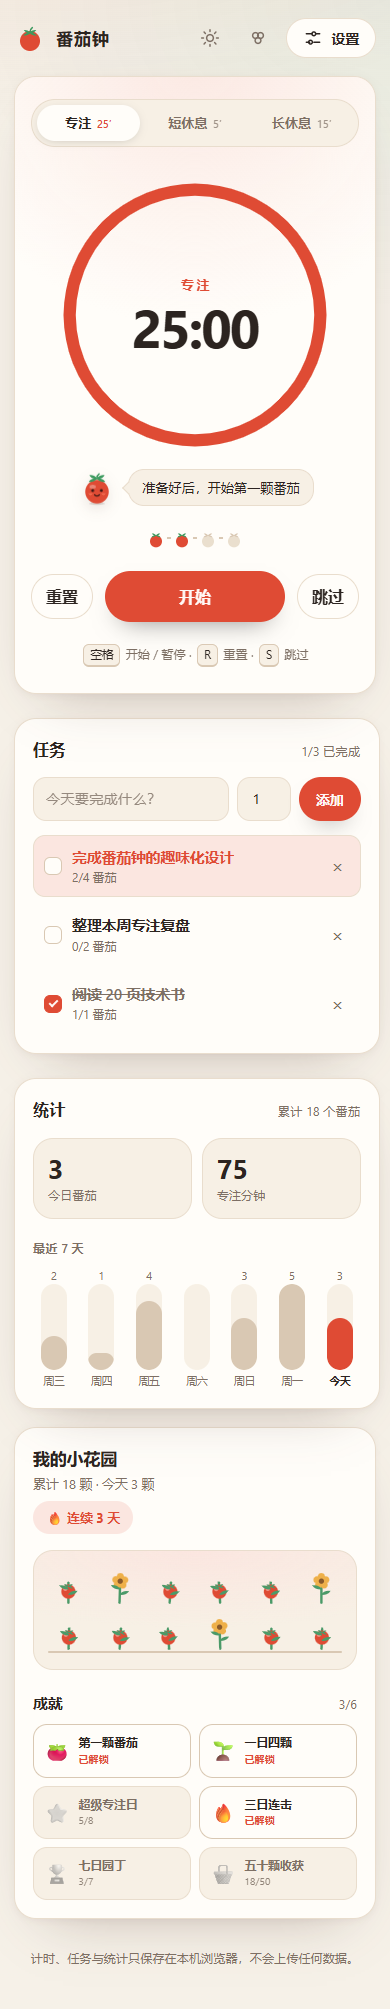 番茄钟
设置
专注 25'
短休息 5'
长休息 15'
专注
25:00
准备好后，开始第一颗番茄
重置
开始
跳过
空格 开始 / 暂停 · R 重置 · S 跳过
任务
1/3 已完成
今天要完成什么？
1
添加
完成番茄钟的趣味化设计
2/4 番茄
×
整理本周专注复盘
0/2 番茄
×
阅读 20 页技术书
1/1 番茄
×
统计
累计 18 个番茄
3
今日番茄
75
专注分钟
最近 7 天
2 1 4 3 5 3
周三 周四 周五 周六 周日 周一 今天
我的小花园
累计 18 颗 · 今天 3 颗
连续 3 天
成就
3/6
第一颗番茄
已解锁
一日四颗
已解锁
超级专注日
5/8
三日连击
已解锁
七日园丁
3/7
五十颗收获
18/50
计时、任务与统计只保存在本机浏览器，不会上传任何数据。